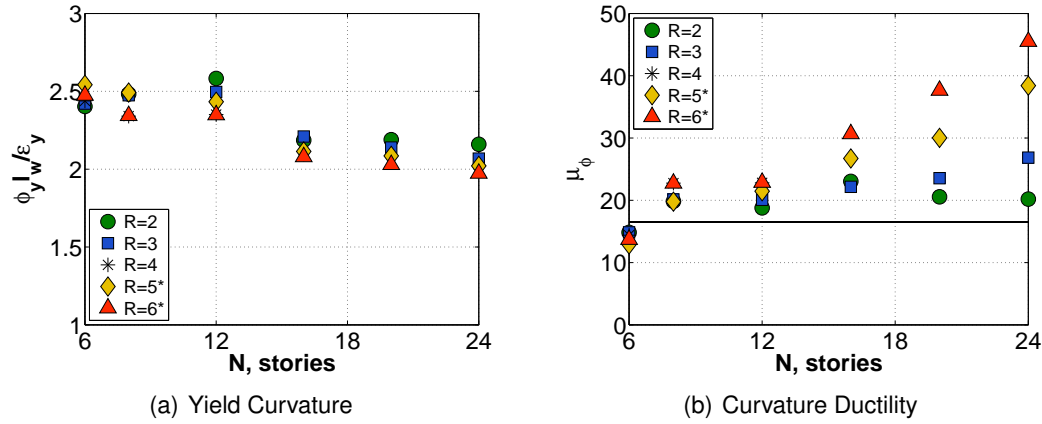 3
2.5
2
1.5
1
6
12
18
24
ϕ_y l_w/ε_y
N, stories
R=2
R=3
R=4
R=5*
R=6*
(a) Yield Curvature
50
40
30
20
10
0
6
12
18
24
μ_ϕ
N, stories
R=2
R=3
R=4
R=5*
R=6*
(b) Curvature Ductility